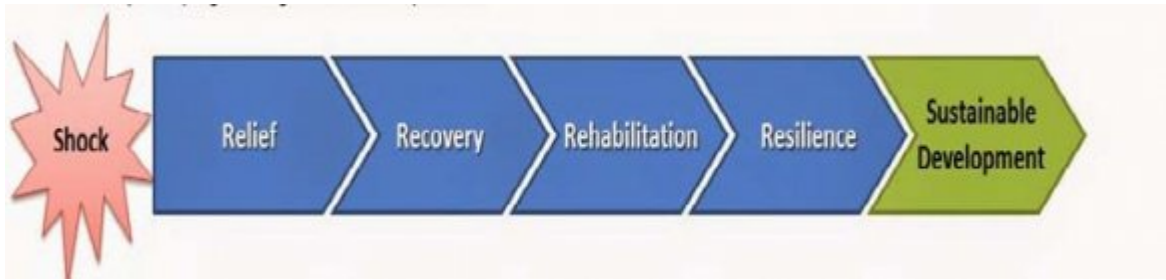 Shock
Relief
Recovery
Rehabilitation
Resilience
Sustainable
Development